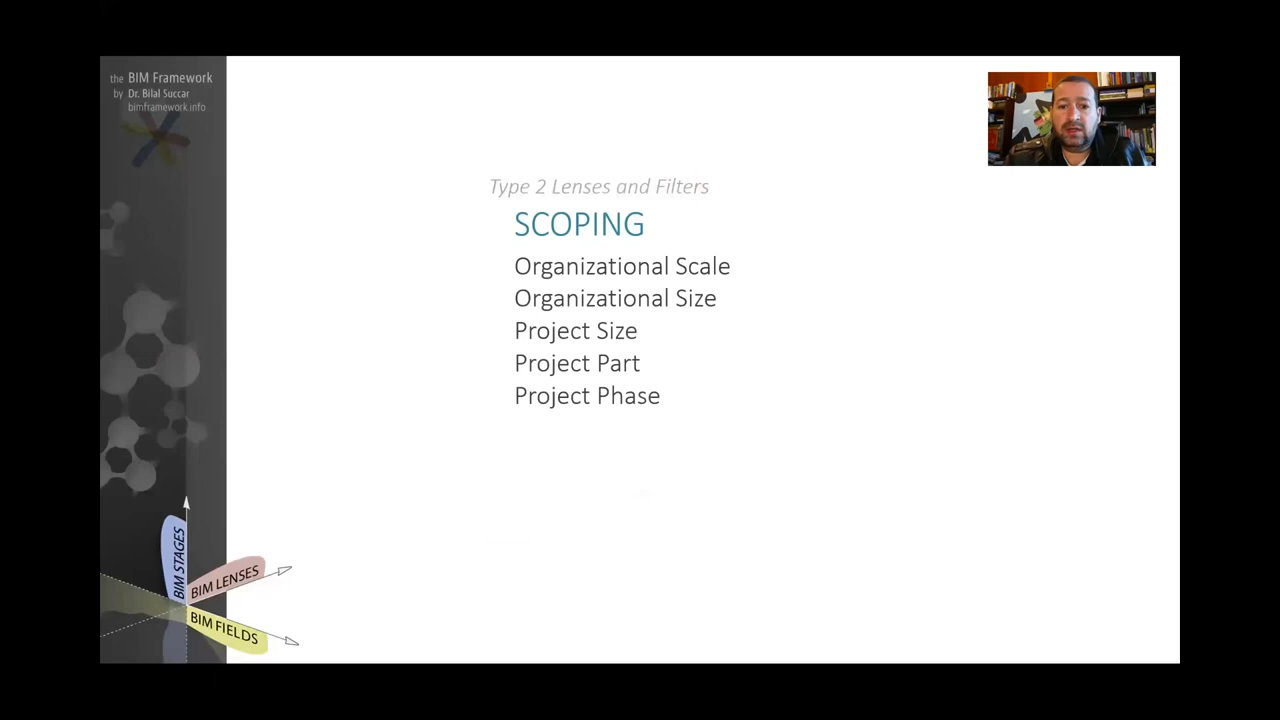 the BIM Framework
by Dr. Bilal Succar
bimframework.info
Type 2 Lenses and Filters
SCOPING
Organizational Scale
Organizational Size
Project Size
Project Part
Project Phase
BIM STAGES
BIM LENSES
BIM FIELDS